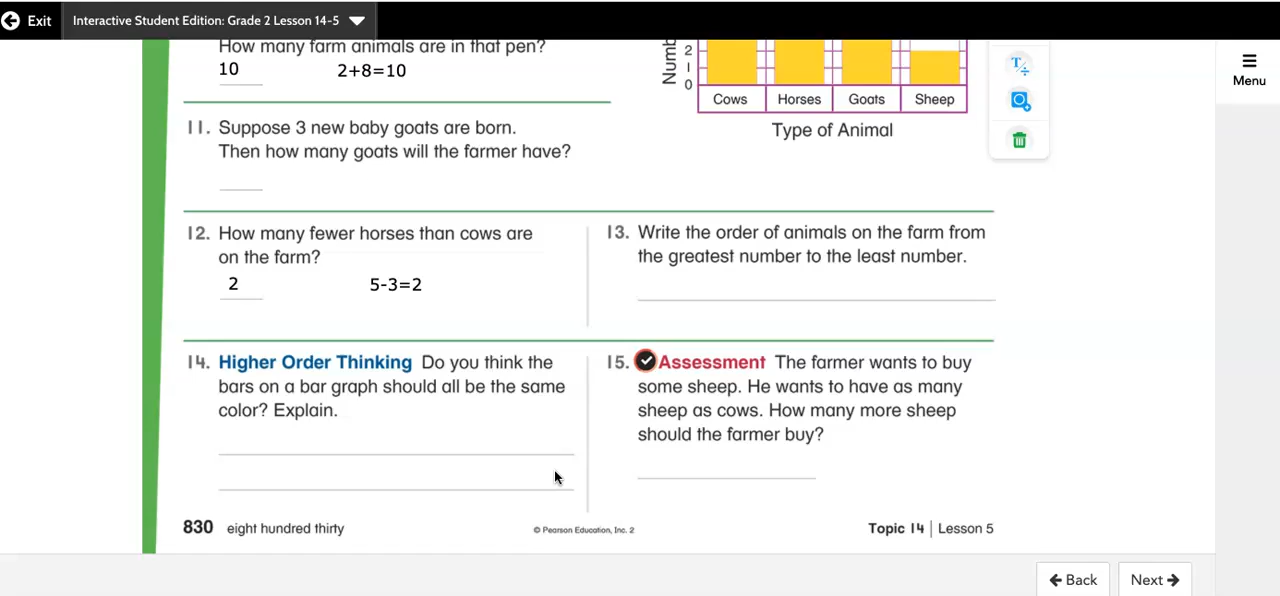 Exit
Interactive Student Edition: Grade 2 Lesson 14-5
Menu
How many farm animals are in that pen?
10
2+8=10
Numb
2
1
0
Cows
Horses
Goats
Sheep
Type of Animal
11. Suppose 3 new baby goats are born.
Then how many goats will the farmer have?
12. How many fewer horses than cows are
on the farm?
2
5-3=2
13. Write the order of animals on the farm from
the greatest number to the least number.
14. Higher Order Thinking Do you think the
bars on a bar graph should all be the same
color? Explain.
15. Assessment The farmer wants to buy
some sheep. He wants to have as many
sheep as cows. How many more sheep
should the farmer buy?
830 eight hundred thirty
© Pearson Education, Inc. 2
Topic 14 | Lesson 5
Back
Next